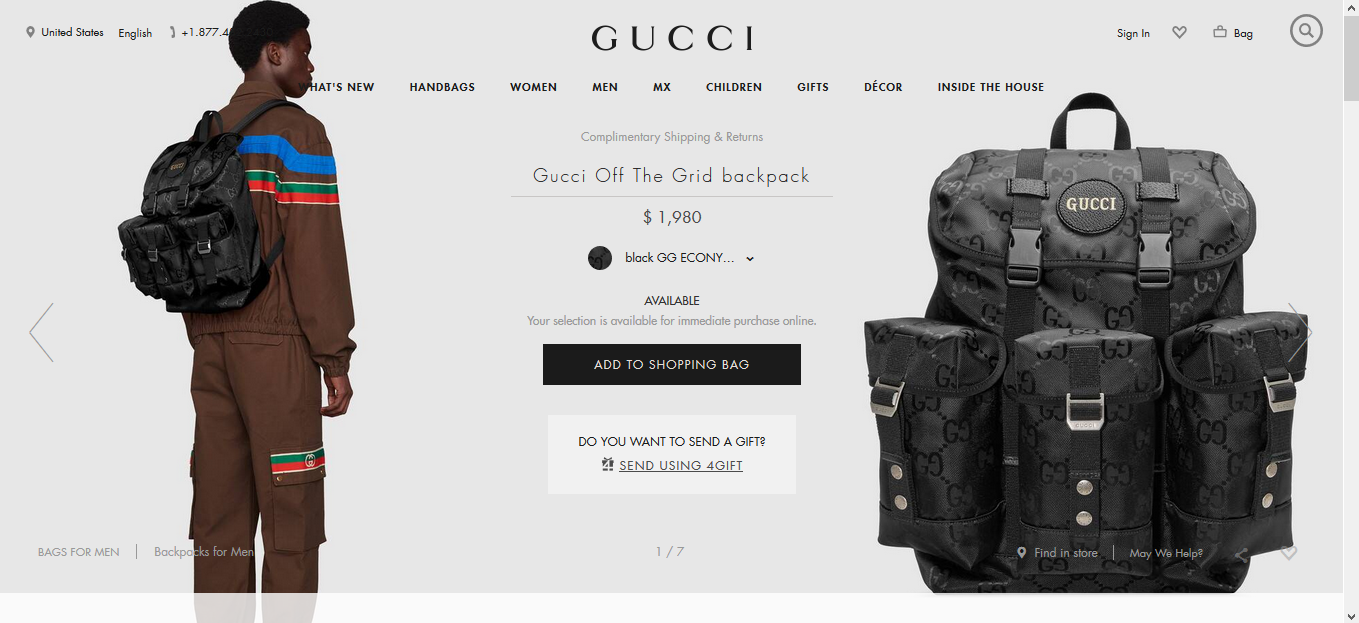 United States English +1.877.4
GUCCI
Sign In Bag
WHAT'S NEW HANDBAGS WOMEN MEN MX CHILDREN GIFTS DÉCOR INSIDE THE HOUSE
Complimentary Shipping & Returns
Gucci Off The Grid backpack
$ 1,980
black GG ECONY...
AVAILABLE
Your selection is available for immediate purchase online.
ADD TO SHOPPING BAG
DO YOU WANT TO SEND A GIFT?
SEND USING 4GIFT
GUCCI
GUCCI
BAGS FOR MEN Backpacks for Men
1 / 7
Find in store May We Help?